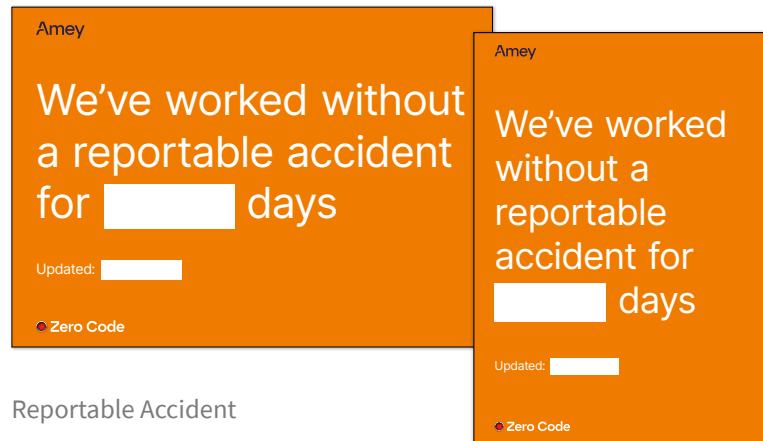 Amey
We’ve worked without
a reportable accident
for days
Updated:
Zero Code
Amey
We’ve worked
without a
reportable
accident for
days
Updated:
Zero Code
Reportable Accident